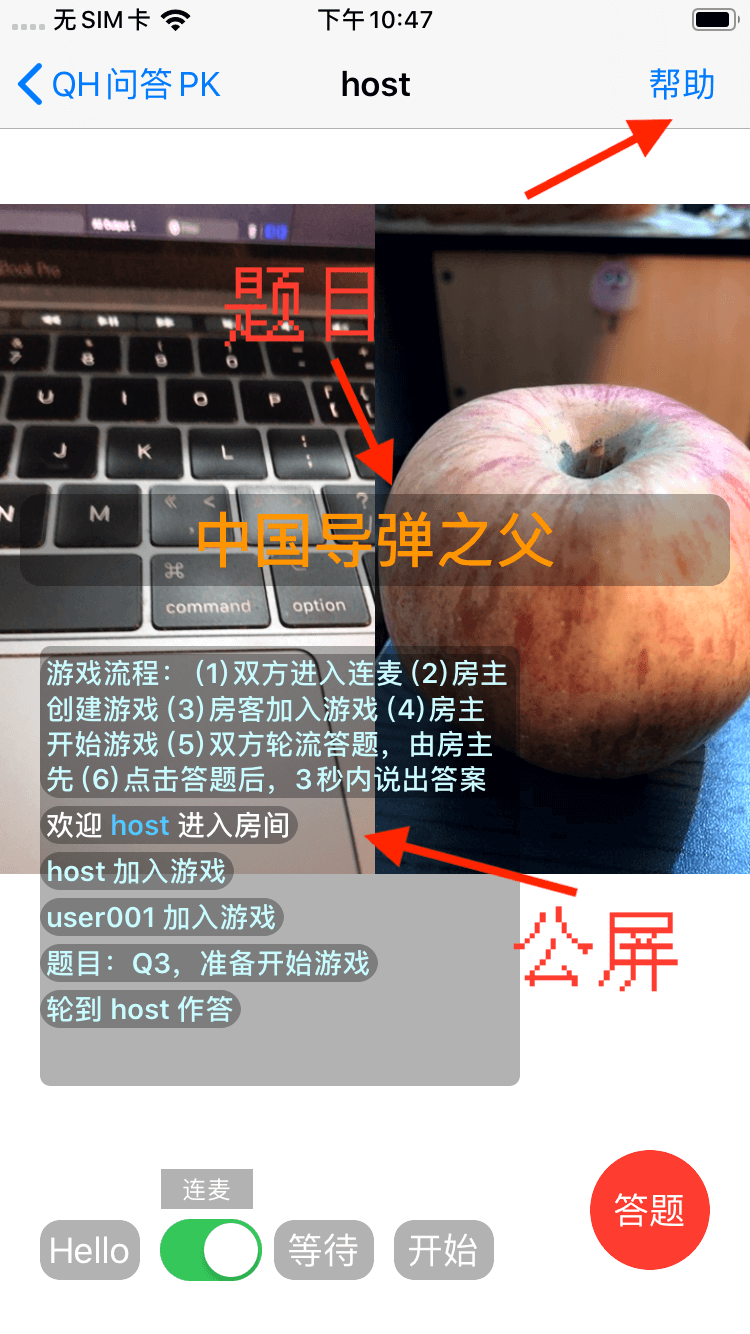 无 SIM 卡
下午10:47
QH问答PK
host
帮助
题目
U
I
O
P
J
K
L
N
M
中国导弹之父
command
option
游戏流程：(1)双方进入连麦(2)房主
创建游戏(3)房客加入游戏(4)房主
开始游戏(5)双方轮流答题，由房主
先(6)点击答题后，3秒内说出答案
欢迎 host 进入房间
host 加入游戏
user001 加入游戏
题目：Q3，准备开始游戏
轮到 host 作答
公屏
连麦
Hello
等待
开始
答题